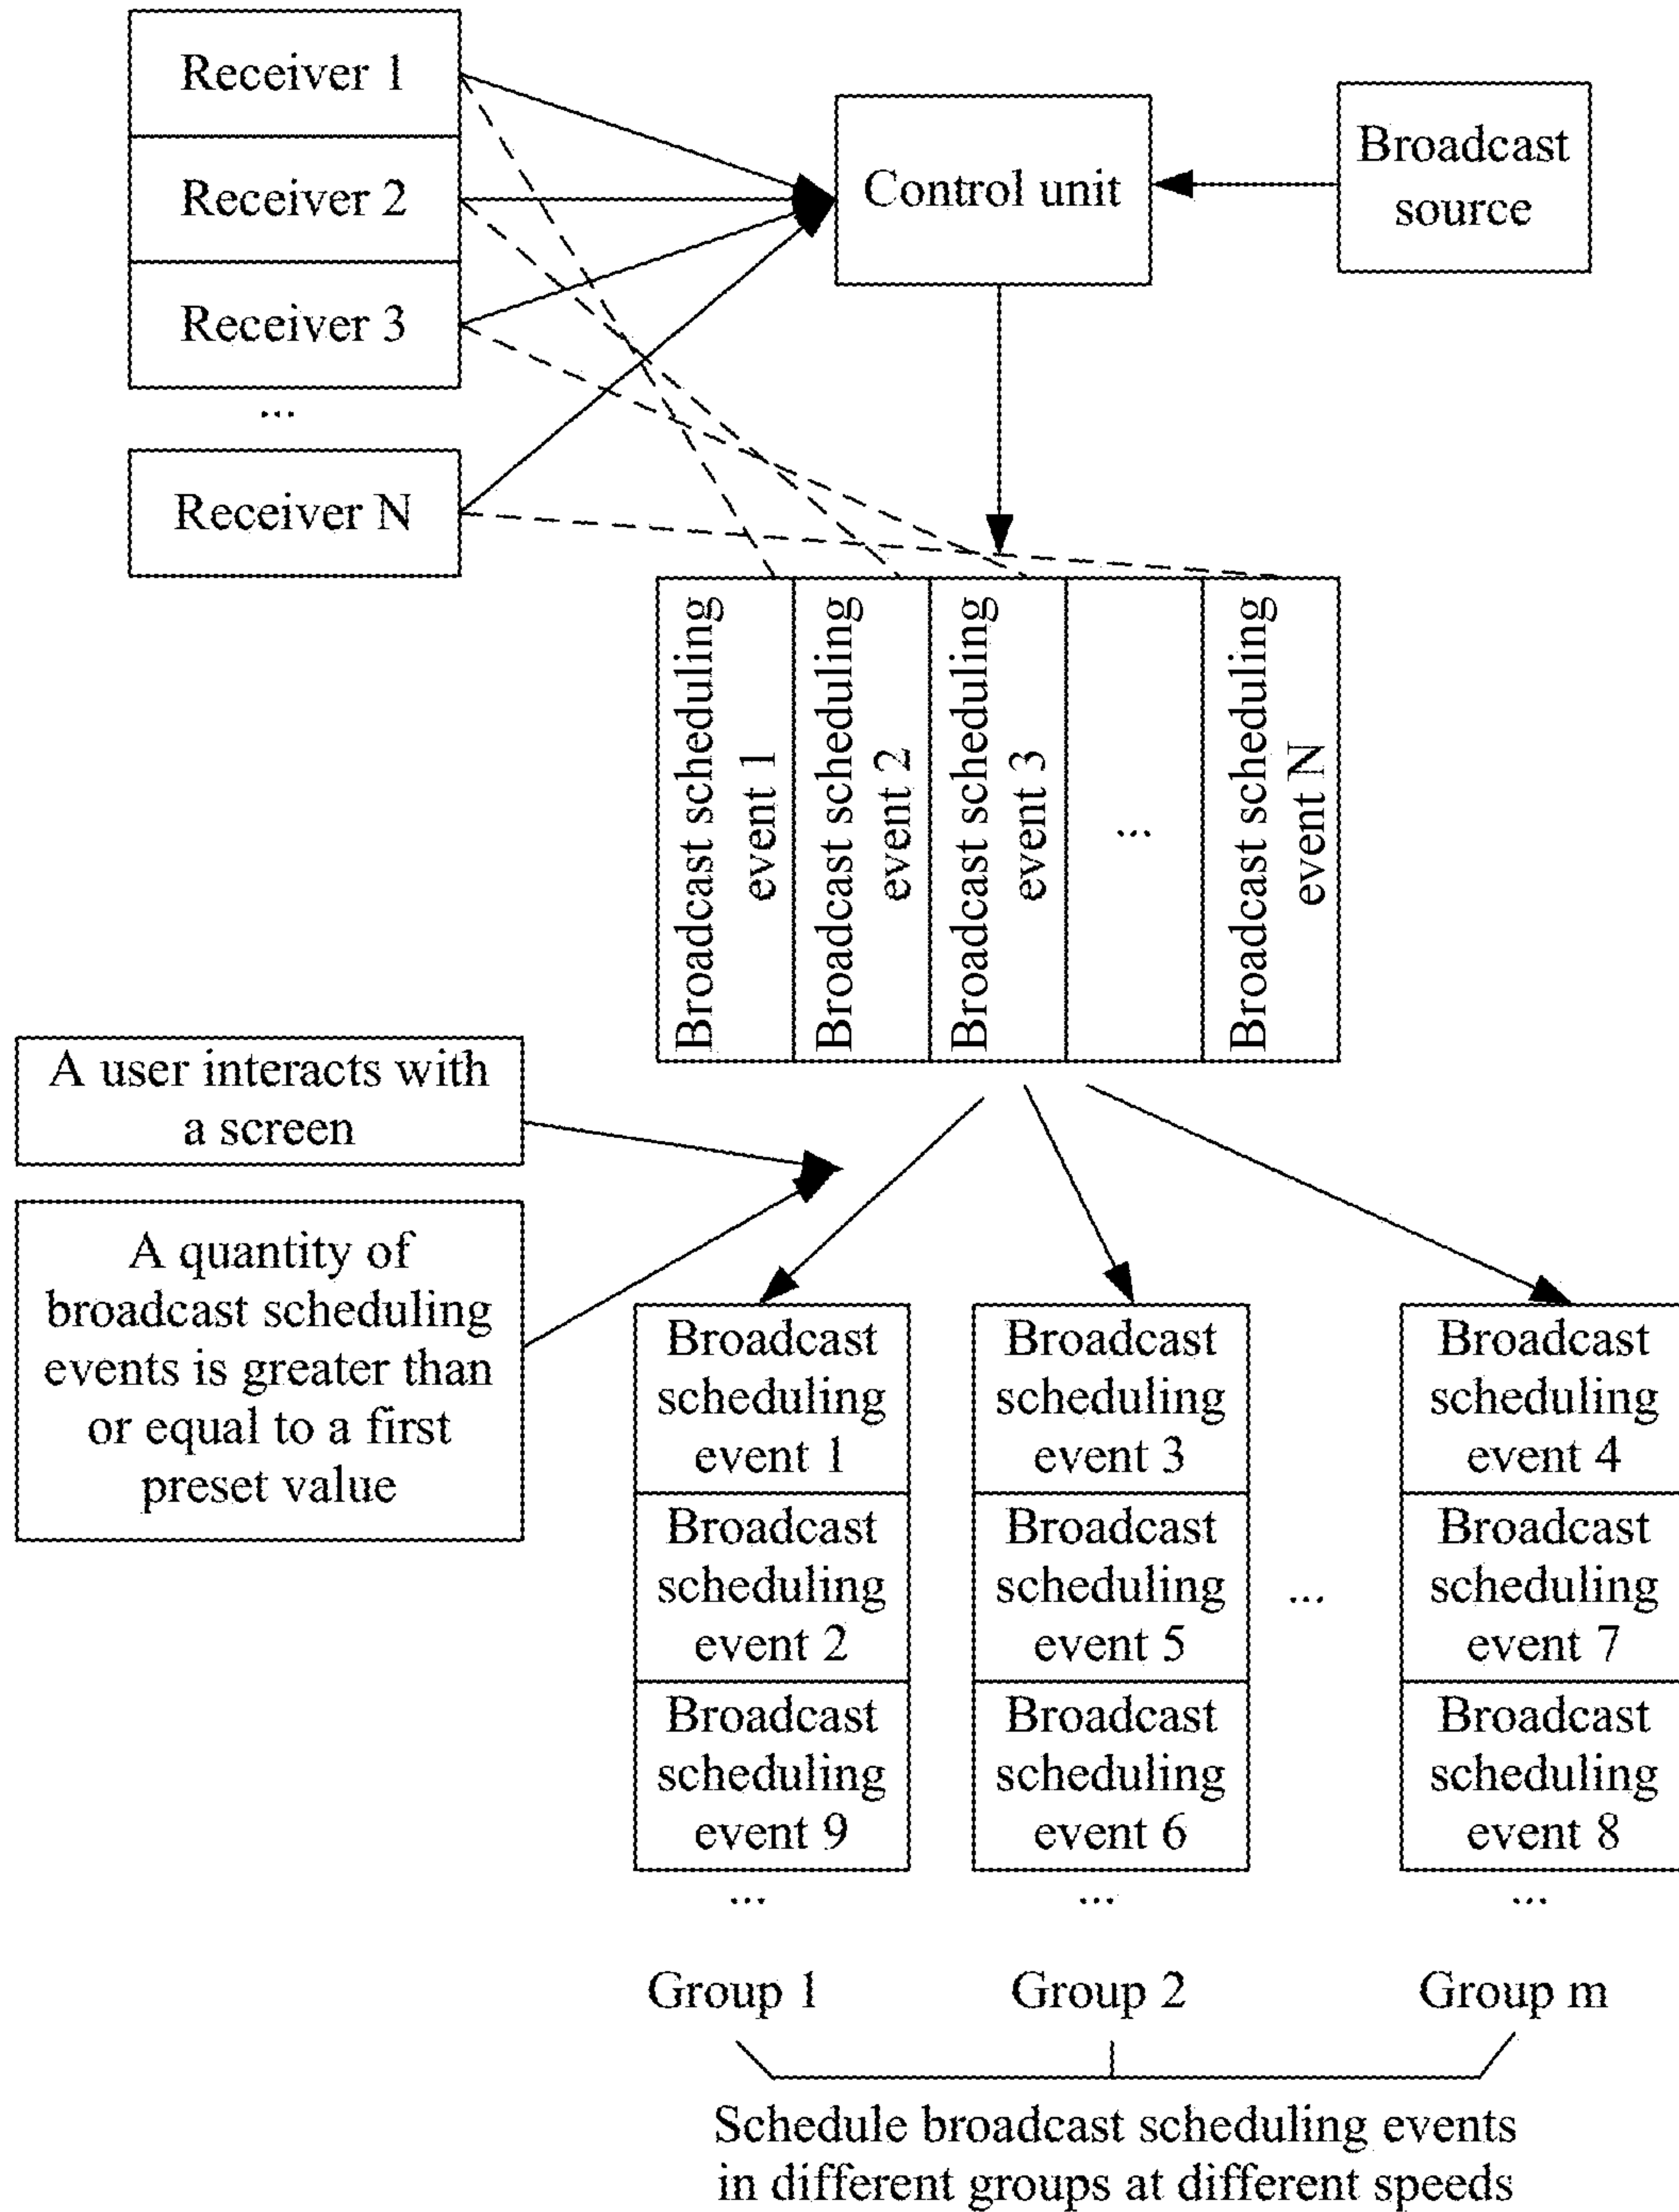 Receiver 1
Receiver 2
Receiver 3
...
Receiver N
Control unit
Broadcast
source
Broadcast scheduling
event 1
Broadcast scheduling
event 2
Broadcast scheduling
event 3
...
Broadcast scheduling
event N
A user interacts with
a screen
A quantity of
broadcast scheduling
events is greater than
or equal to a first
preset value
Broadcast
scheduling
event 1
Broadcast
scheduling
event 2
Broadcast
scheduling
event 9
...
Group 1
Broadcast
scheduling
event 3
Broadcast
scheduling
event 5
Broadcast
scheduling
event 6
...
Group 2
...
Broadcast
scheduling
event 4
Broadcast
scheduling
event 7
Broadcast
scheduling
event 8
...
Group m
Schedule broadcast scheduling events
in different groups at different speeds